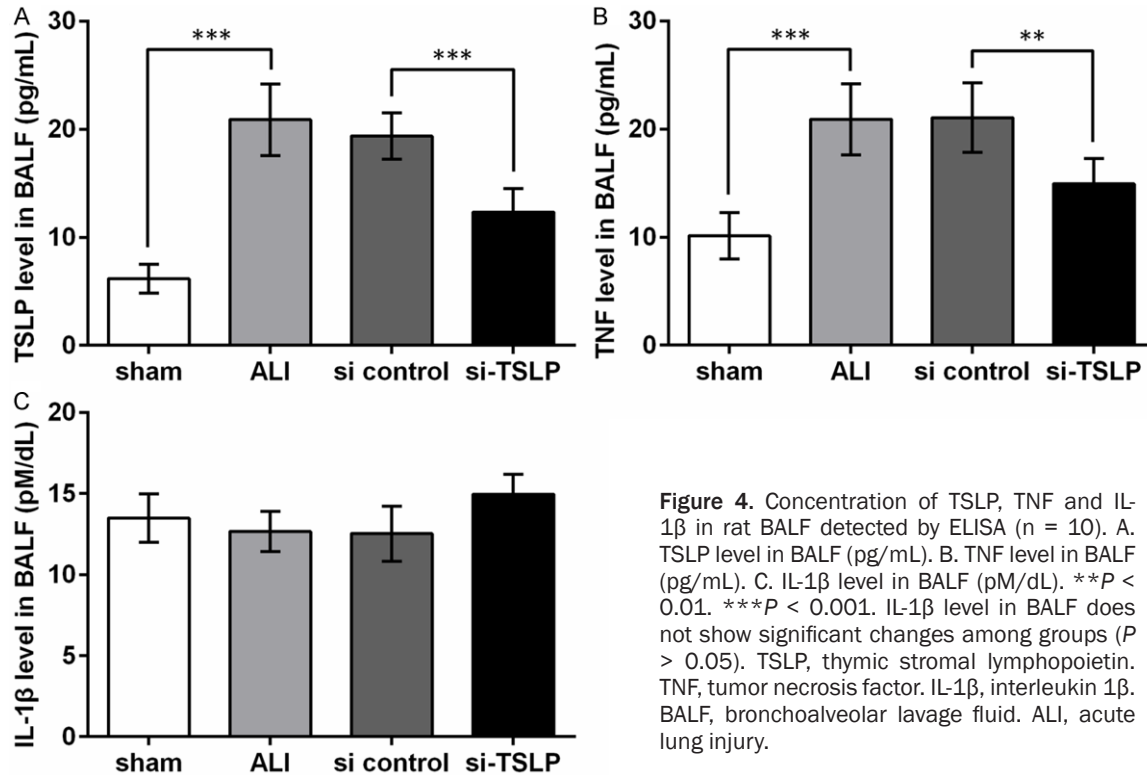 A
TSLP level in BALF (pg/mL)
30
20
10
0
***
***
sham ALI si control si-TSLP
B
TNF level in BALF (pg/mL)
30
20
10
0
***
**
sham ALI si control si-TSLP
C
IL-1β level in BALF (pM/dL)
20
15
10
5
0
sham ALI si control si-TSLP
Figure 4. Concentration of TSLP, TNF and IL-
1β in rat BALF detected by ELISA (n = 10). A.
TSLP level in BALF (pg/mL). B. TNF level in BALF
(pg/mL). C. IL-1β level in BALF (pM/dL). **P <
0.01. ***P < 0.001. IL-1β level in BALF does
not show significant changes among groups (P
> 0.05). TSLP, thymic stromal lymphopoietin.
TNF, tumor necrosis factor. IL-1β, interleukin 1β.
BALF, bronchoalveolar lavage fluid. ALI, acute
lung injury.